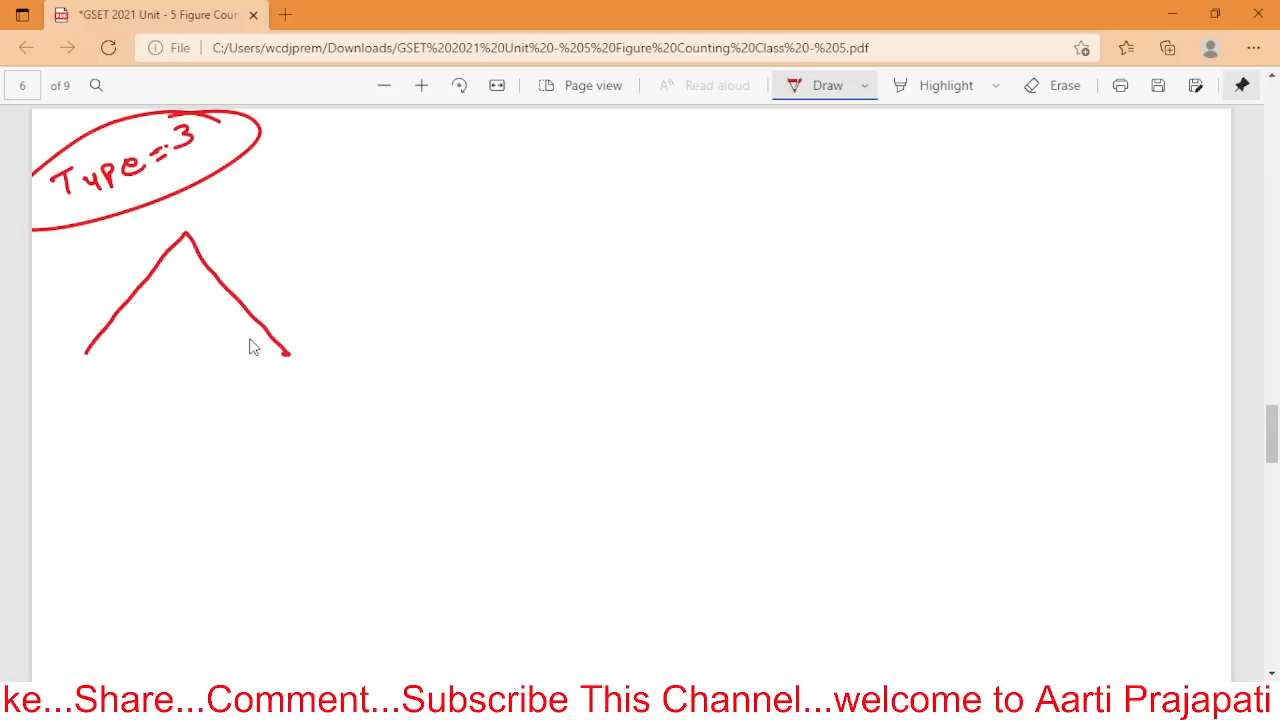 *GSET 2021 Unit - 5 Figure Coun
File C:/Users/wcdjprem/Downloads/GSET%202021%20Unit%20-%205%20Figure%20Counting%20Class%20-%205.pdf
6 of 9 Page view Read aloud Draw Highlight Erase
Type = 3
ke...Share...Comment...Subscribe This Channel...welcome to Aarti Prajapati